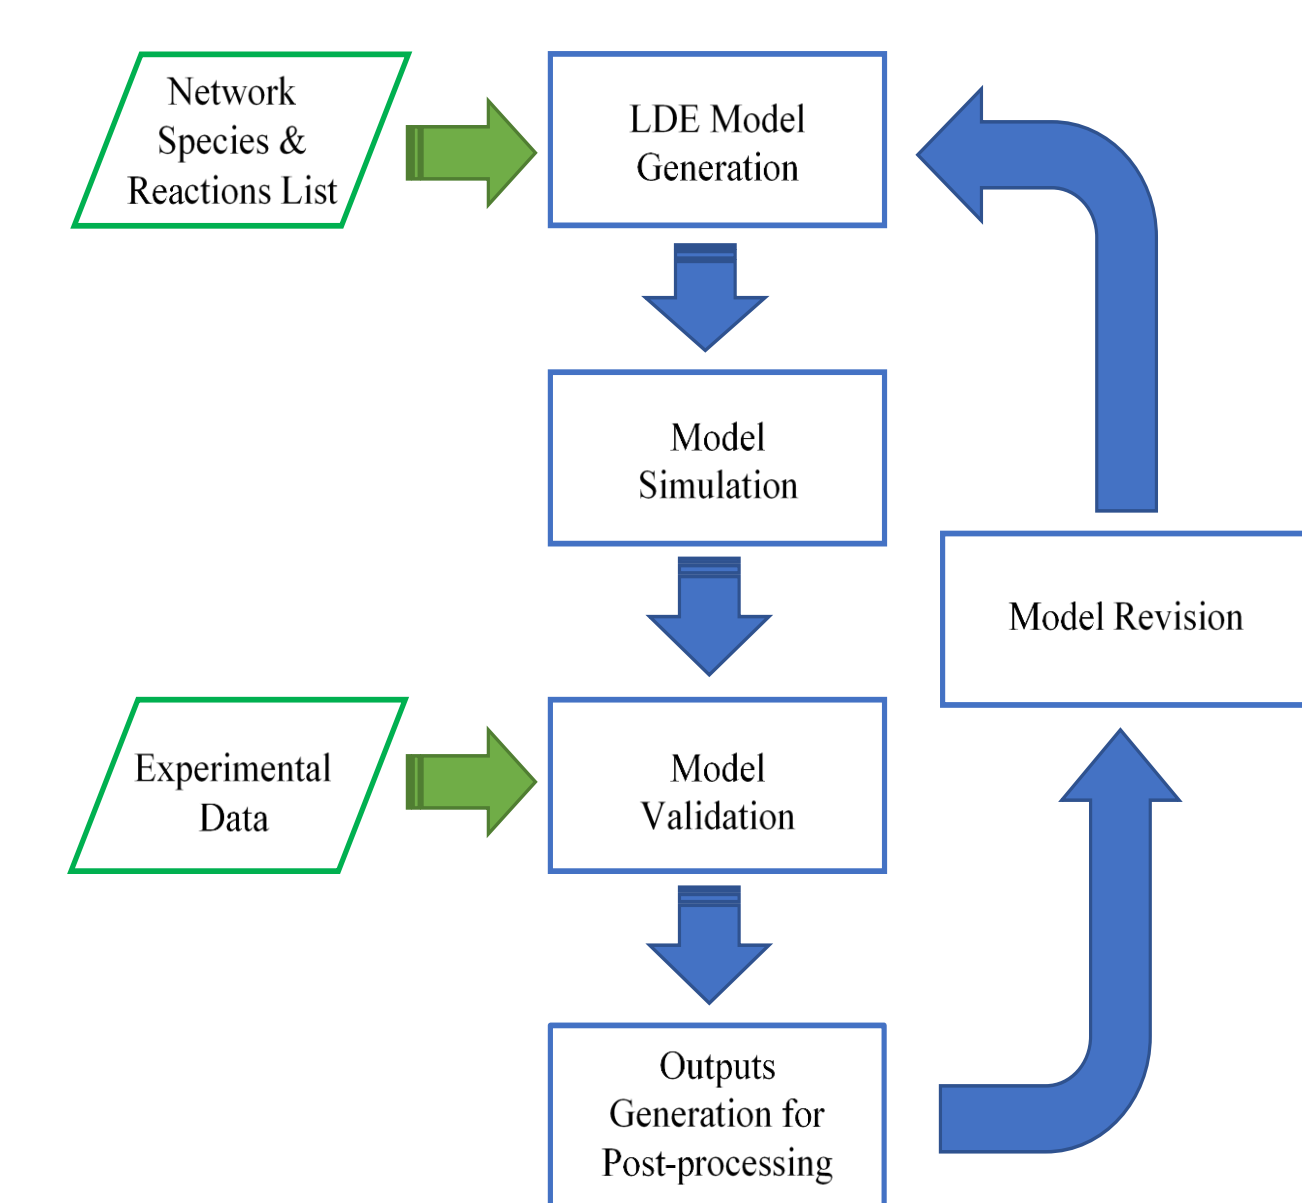 Network
Species &
Reactions List
LDE Model
Generation
Model
Simulation
Model Revision
Experimental
Data
Model
Validation
Outputs
Generation for
Post-processing